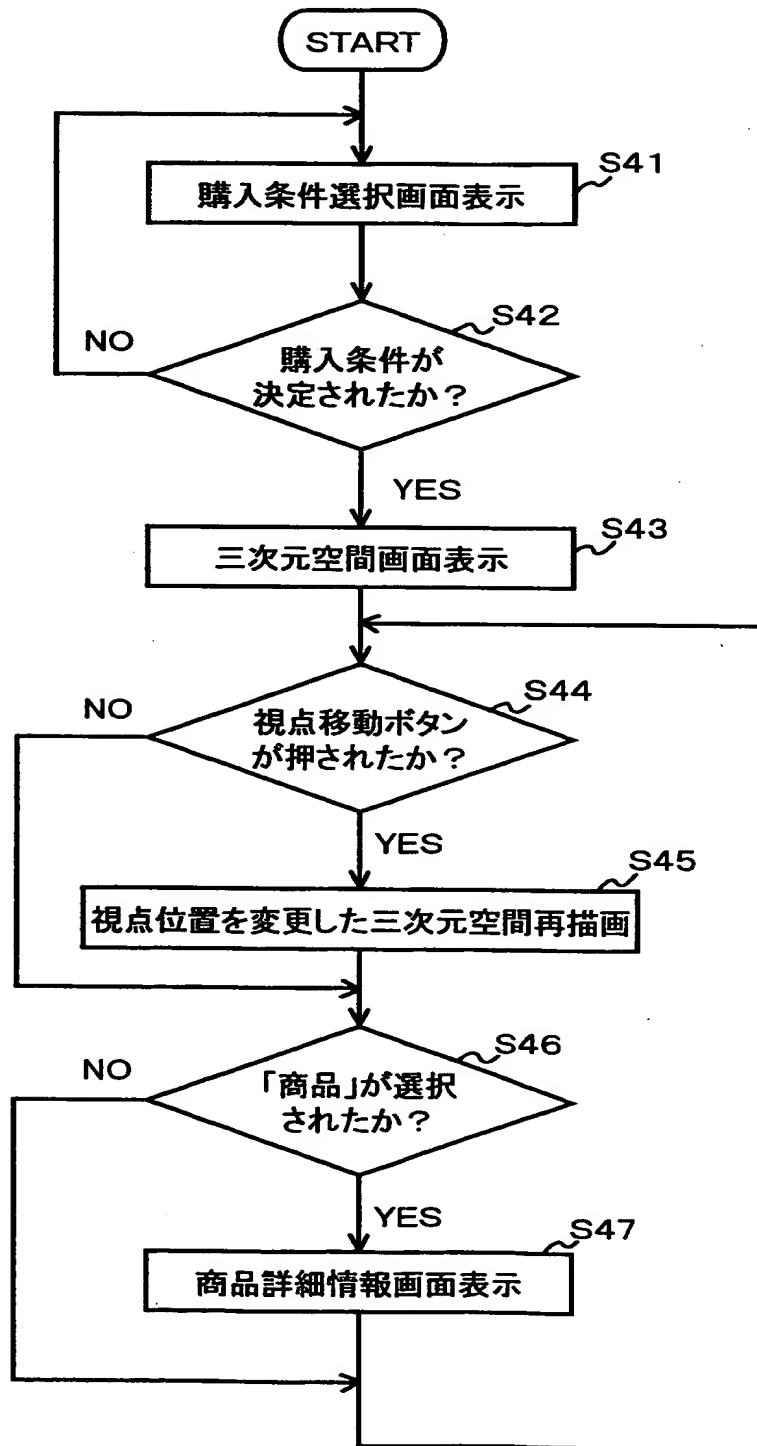 START
S41
購入条件選択画面表示
S42
NO
購入条件が
決定されたか？
YES
S43
三次元空間画面表示
S44
NO
視点移動ボタン
が押されたか？
YES
S45
視点位置を変更した三次元空間再描画
S46
NO
「商品」が選択
されたか？
YES
S47
商品詳細情報画面表示